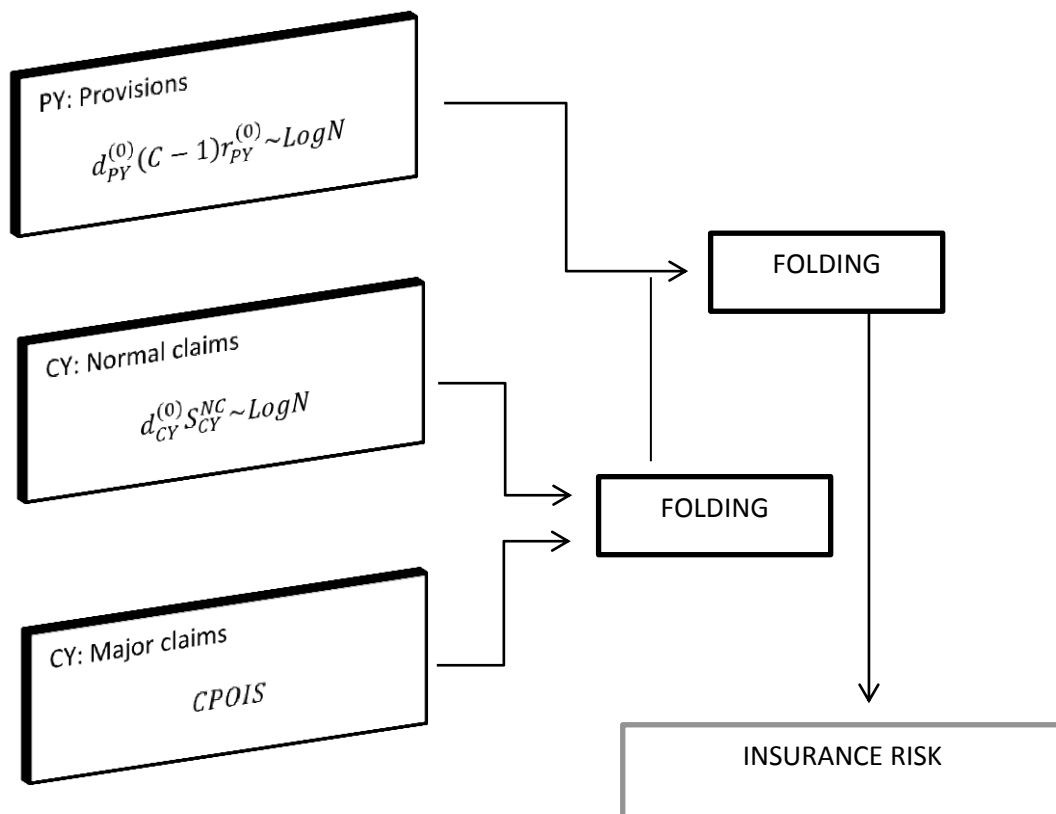 PY: Provisions
d_{PY}^{(0)}(C − 1)r_{PY}^{(0)}~LogN
FOLDING
CY: Normal claims
d_{CY}^{(0)}S_{CY}^{NC}~LogN
FOLDING
CY: Major claims
CPOIS
INSURANCE RISK